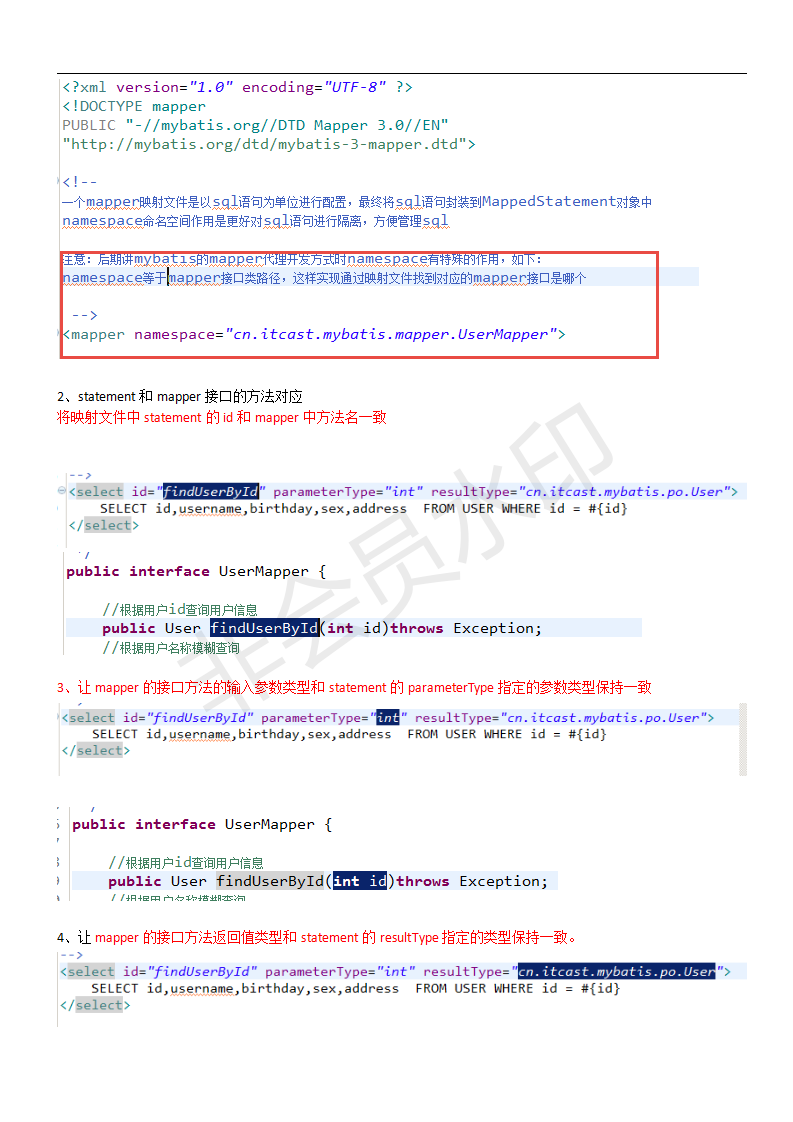 <?xml version="1.0" encoding="UTF-8" ?>
<!DOCTYPE mapper
PUBLIC "-//mybatis.org//DTD Mapper 3.0//EN"
"http://mybatis.org/dtd/mybatis-3-mapper.dtd">
<!--
一个mapper映射文件是以sql语句为单位进行配置，最终将sql语句封装到MappedStatement对象中
namespace命名空间作用是更好对sql语句进行隔离，方便管理sql
注意：后期讲mybatis的mapper代理开发方式时namespace有特殊的作用，如下：
namespace等于mapper接口类路径，这样实现通过映射文件找到对应的mapper接口是哪个
-->
<mapper namespace="cn.itcast.mybatis.mapper.UserMapper">
2、statement 和 mapper 接口的方法对应
将映射文件中 statement 的 id 和 mapper 中方法名一致
-->
<select id="findUserById" parameterType="int" resultType="cn.itcast.mybatis.po.User">
SELECT id,username,birthday,sex,address FROM USER WHERE id = #{id}
</select>
*/
public interface UserMapper {
//根据用户id查询用户信息
public User findUserById(int id)throws Exception;
//根据用户名称模糊查询
3、让 mapper 的接口方法的输入参数类型和 statement 的 parameterType 指定的参数类型保持一致
<select id="findUserById" parameterType="int" resultType="cn.itcast.mybatis.po.User">
SELECT id,username,birthday,sex,address FROM USER WHERE id = #{id}
</select>
public interface UserMapper {
//根据用户id查询用户信息
public User findUserById(int id)throws Exception;
//根据用户名称模糊查询
4、让 mapper 的接口方法返回值类型和 statement 的 resultType 指定的类型保持一致。
-->
<select id="findUserById" parameterType="int" resultType="cn.itcast.mybatis.po.User">
SELECT id,username,birthday,sex,address FROM USER WHERE id = #{id}
</select>
非会员水印